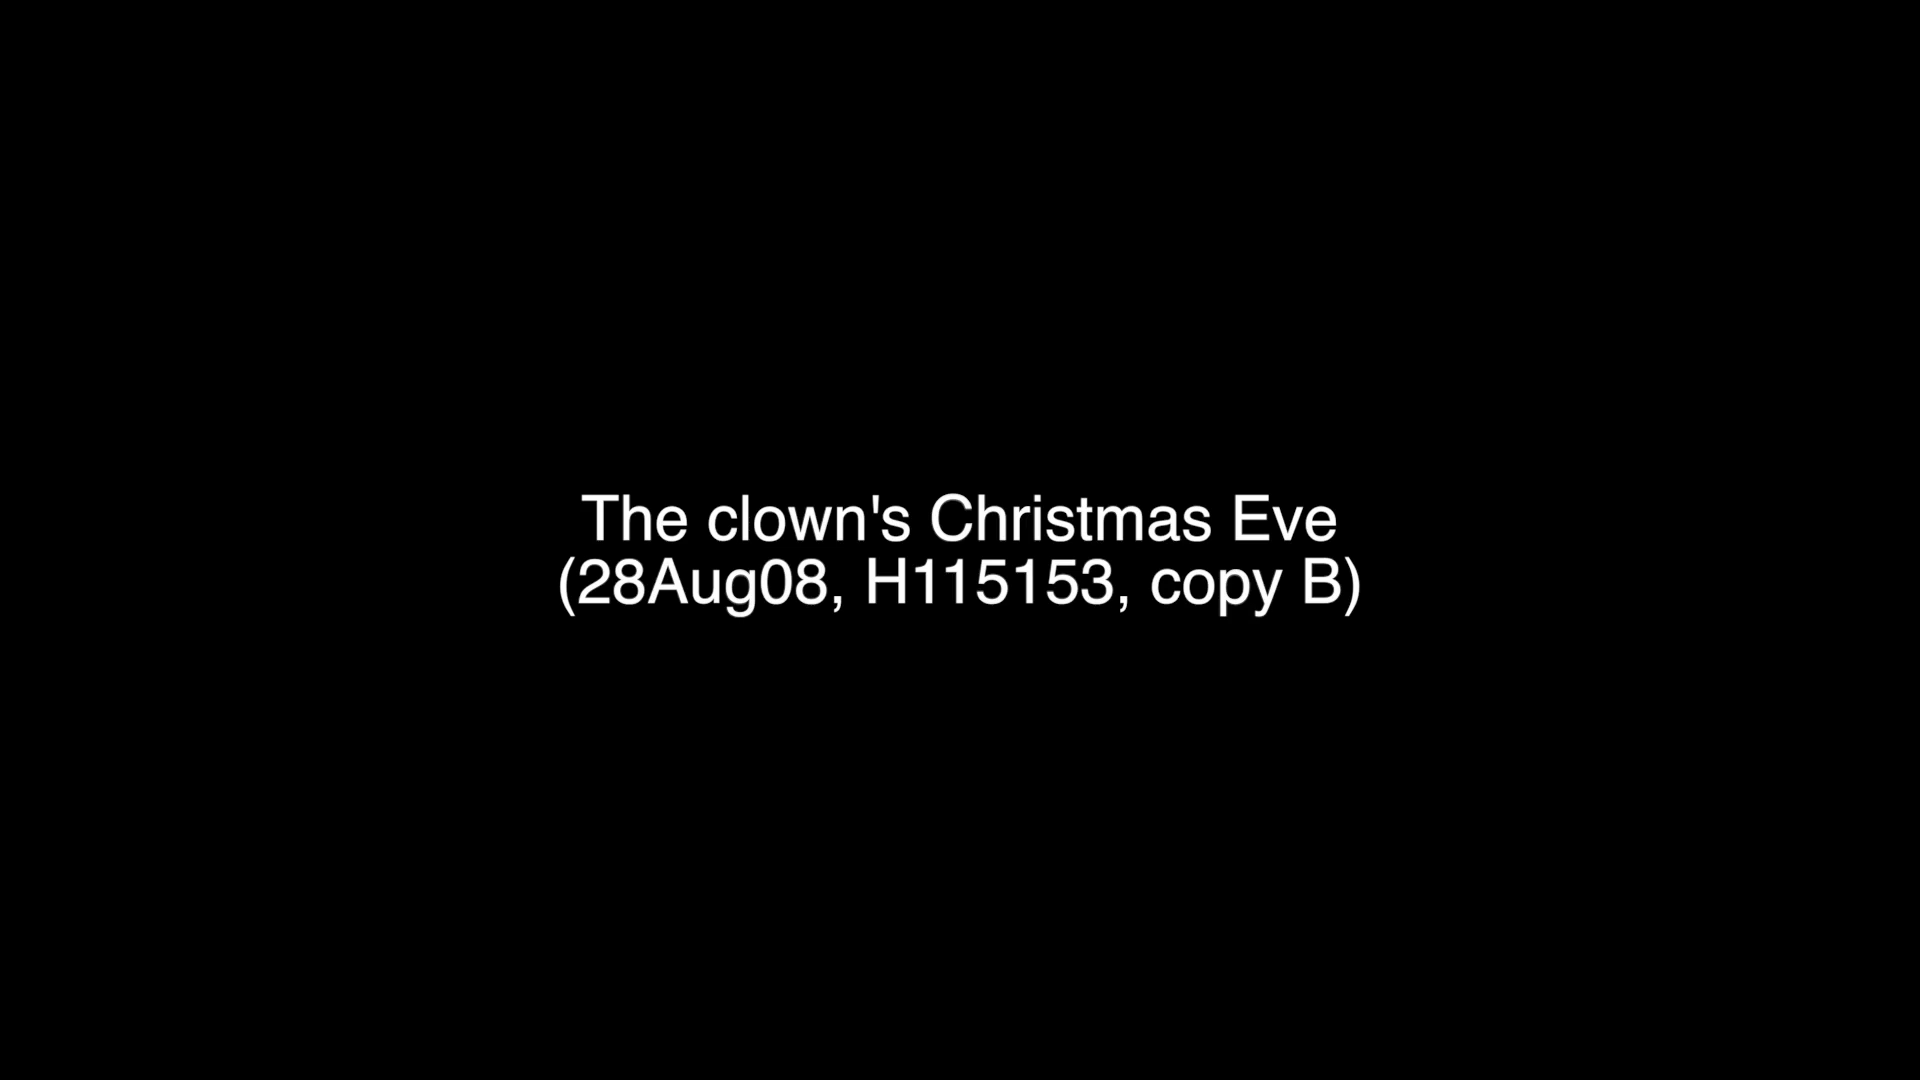 The clown's Christmas Eve
(28Aug08, H115153, copy B)